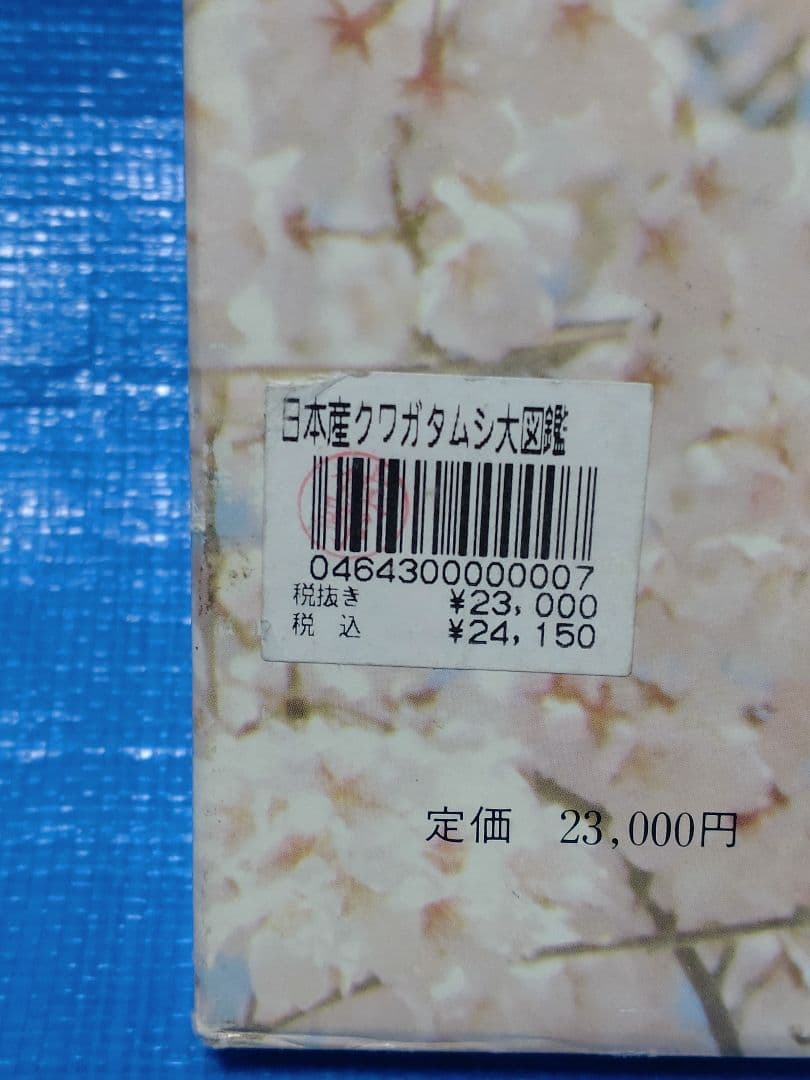 日本産クワガタムシ大図鑑
0464300000007
税抜き ¥23,000
税 込 ¥24,150
定価 23,000円